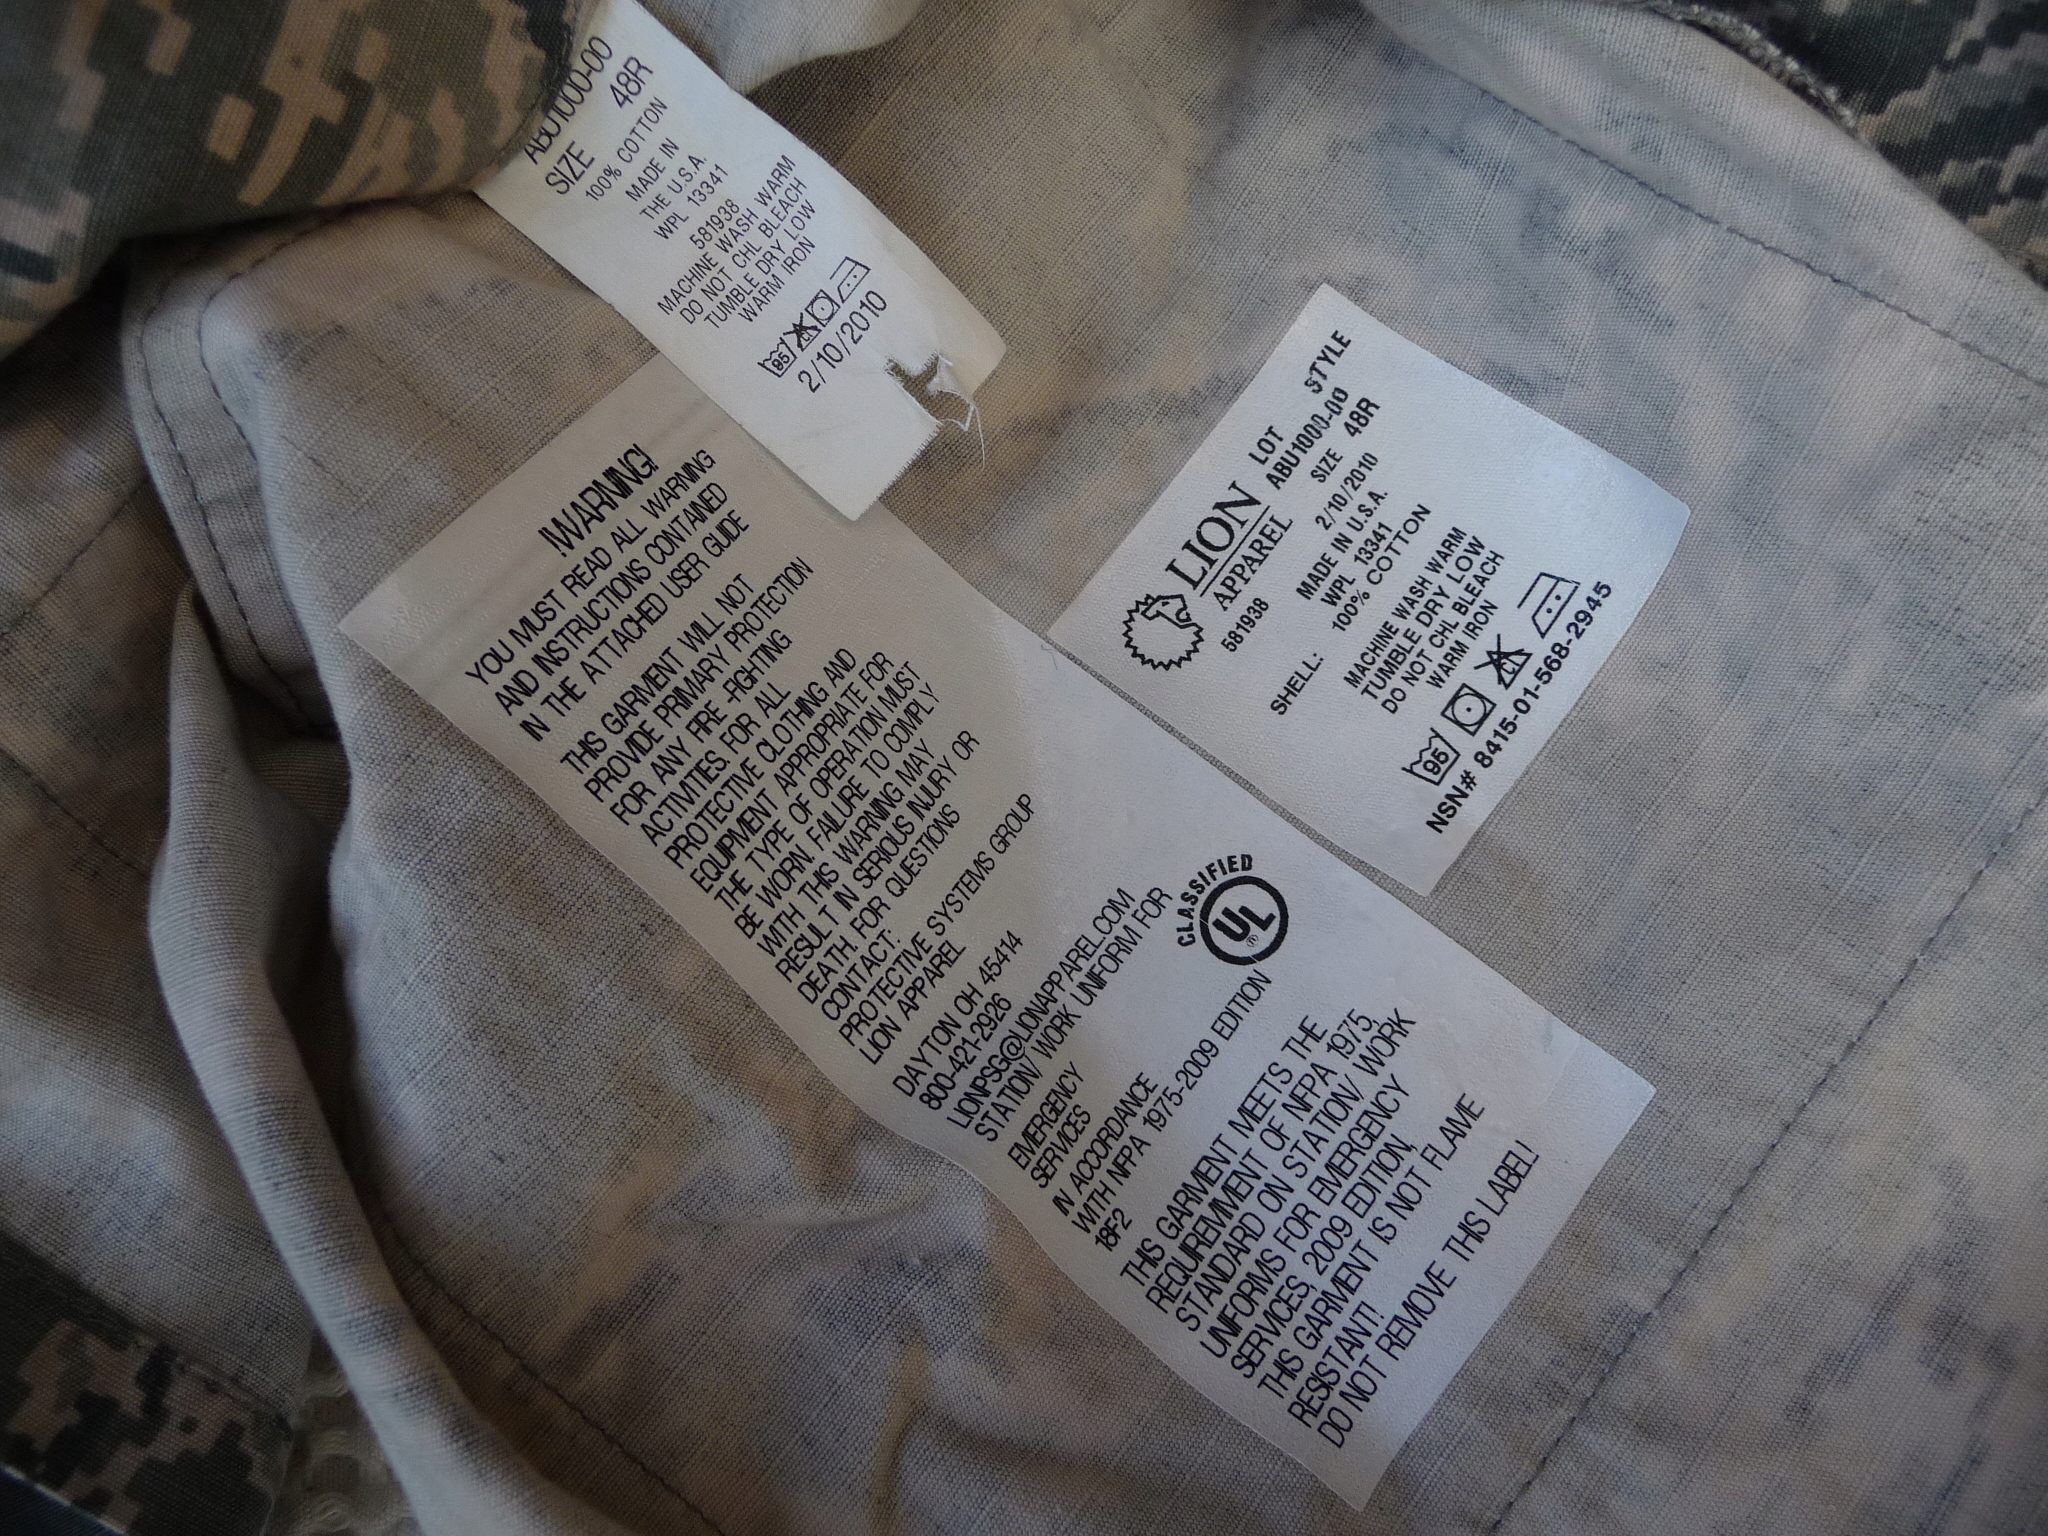 ABU1000-00
SIZE 48R
100% COTTON
MADE IN
THE U.S.A.
WPL 13341
581938
MACHINE WASH WARM
DO NOT CHL BLEACH
TUMBLE DRY LOW
WARM IRON
95 CL
2/10/2010
!WARNING!
YOU MUST READ ALL WARNING
AND INSTRUCTIONS CONTAINED
IN THE ATTACHED USER GUIDE
THIS GARMENT WILL NOT
PROVIDE PRIMARY PROTECTION
FOR ANY FIRE -FIGHTING
ACTIVITIES. FOR ALL
PROTECTIVE CLOTHING AND
EQUIPMENT APPROPRIATE FOR
THE TYPE OF OPERATION MUST
BE WORN. FAILURE TO COMPLY
WITH THIS WARNING MAY
RESULT IN SERIOUS INJURY OR
DEATH. FOR QUESTIONS
CONTACT:
PROTECTIVE SYSTEMS GROUP
LION APPAREL
DAYTON OH 45414
800-421-2926
LIONPSG@LIONAPPAREL.COM
STATION/ WORK UNIFORM FOR
EMERGENCY
SERVICES
IN ACCORDANCE
WITH NFPA 1975-2009 EDITION
18F2
CLASSIFIED
UL ®
THIS GARMENT MEETS THE
REQUIREMMENT OF NFPA 1975,
STANDARD ON STATION/ WORK
UNIFORMS FOR EMERGENCY
SERVICES, 2009 EDITION,
THIS GARMENT IS NOT FLAME
RESISTANT!
DO NOT REMOVE THIS LABEL!
LION
APPAREL
581938
LOT STYLE
ABU1000-00
SIZE 48R
2/10/2010
MADE IN U.S.A.
WPL 13341
SHELL: 100% COTTON
MACHINE WASH WARM
TUMBLE DRY LOW
DO NOT CHL BLEACH
WARM IRON
95 CL
NSN# 8415-01-568-2945